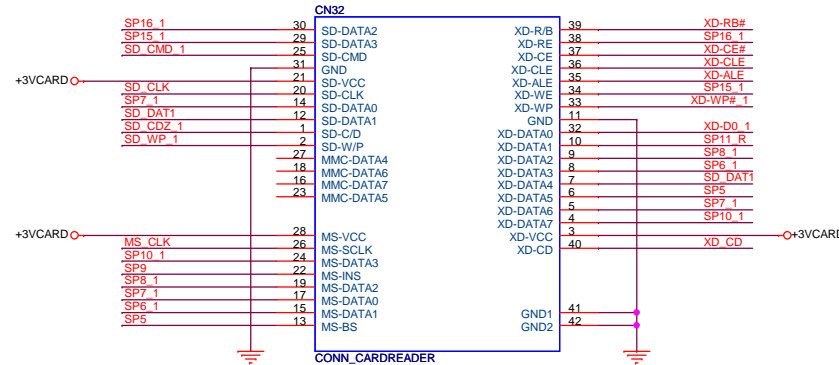 CN32
SP16_1 30 SD-DATA2 XD-R/B 39 XD-RB#
SP15_1 29 SD-DATA3 XD-RE 38 SP16_1
SD_CMD_1 25 SD-CMD XD-CE 37 XD-CE#
31 GND XD-CLE 36 XD-CLE
+3VCARD 21 SD-VCC XD-ALE 35 XD-ALE
SD_CLK 20 SD-CLK XD-WE 34 SP15_1
SP7_1 14 SD-DATA0 XD-WP 33 XD-WP#_1
SD_DAT1 12 SD-DATA1 GND 11
SD_CDZ_1 1 SD-C/D XD-DATA0 32 XD-D0_1
SD_WP_1 2 SD-W/P XD-DATA1 10 SP11_R
27 MMC-DATA4 XD-DATA2 9 SP8_1
18 MMC-DATA6 XD-DATA3 8 SP6_1
16 MMC-DATA7 XD-DATA4 7 SD_DAT1
23 MMC-DATA5 XD-DATA5 6 SP5
XD-DATA6 5 SP7_1
XD-DATA7 4 SP10_1
+3VCARD 28 MS-VCC XD-VCC 3 +3VCARD
MS_CLK 26 MS-SCLK XD-CD 40 XD_CD
SP10_1 24 MS-DATA3
SP9 22 MS-INS
SP8_1 19 MS-DATA2
SP7_1 17 MS-DATA0
SP6_1 15 MS-DATA1 GND1 41
SP5 13 MS-BS GND2 42
CONN_CARDREADER